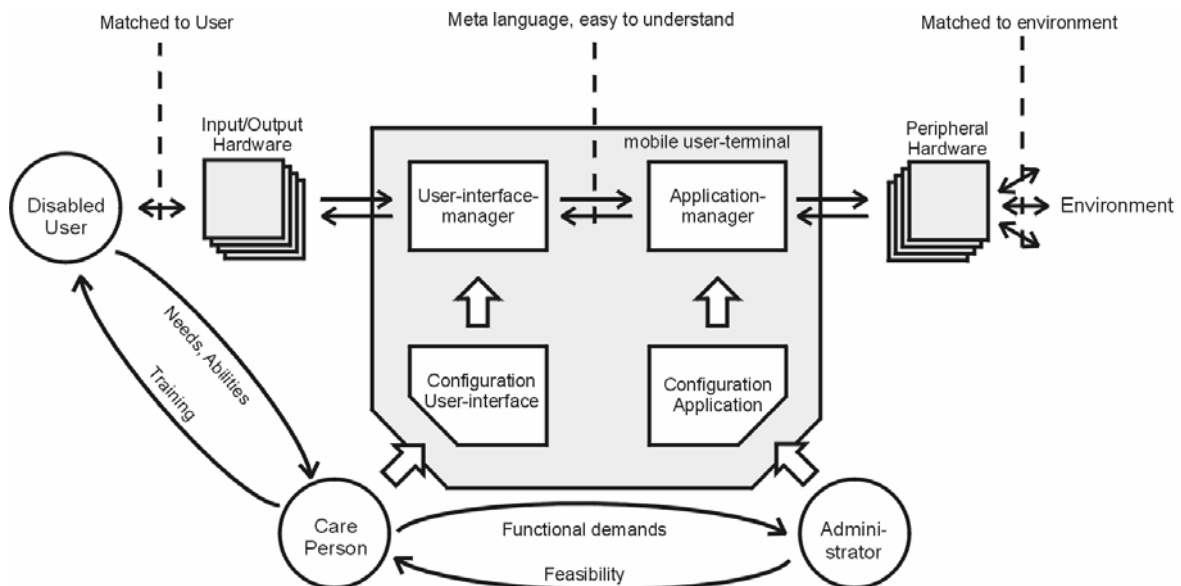 Matched to User
Meta language, easy to understand
Matched to environment
Input/Output
Hardware
mobile user-terminal
Peripheral
Hardware
Disabled
User
User-interface-
manager
Application-
manager
Environment
Needs, Abilities
Training
Configuration
User-interface
Configuration
Application
Care
Person
Functional demands
Feasibility
Admini-
strator